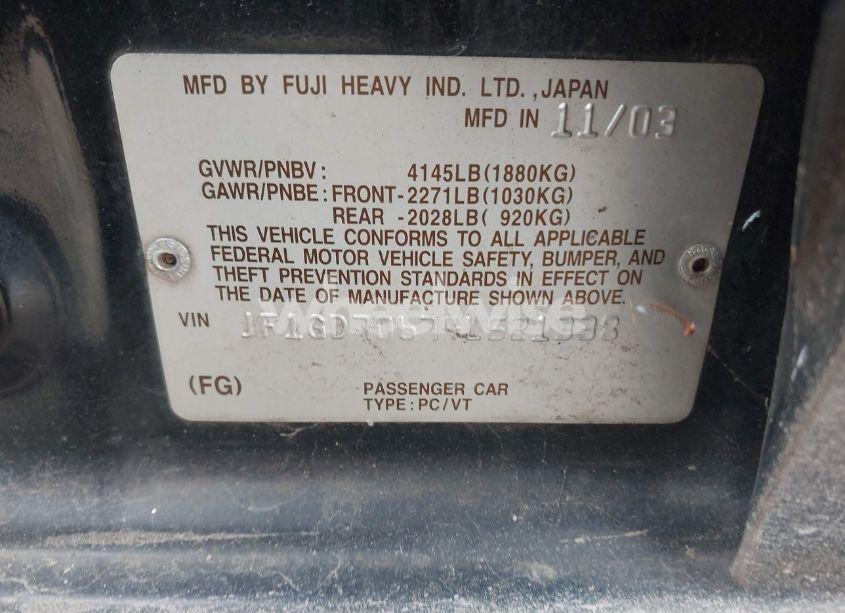 MFD BY FUJI HEAVY IND. LTD.,JAPAN
MFD IN 11/03
GVWR/PNBV: 4145LB(1880KG)
GAWR/PNBE: FRONT-2271LB(1030KG)
REAR -2028LB( 920KG)
THIS VEHICLE CONFORMS TO ALL APPLICABLE
FEDERAL MOTOR VEHICLE SAFETY, BUMPER, AND
THEFT PREVENTION STANDARDS IN EFFECT ON
THE DATE OF MANUFACTURE SHOWN ABOVE.
VIN
(FG) PASSENGER CAR
TYPE:PC/VT